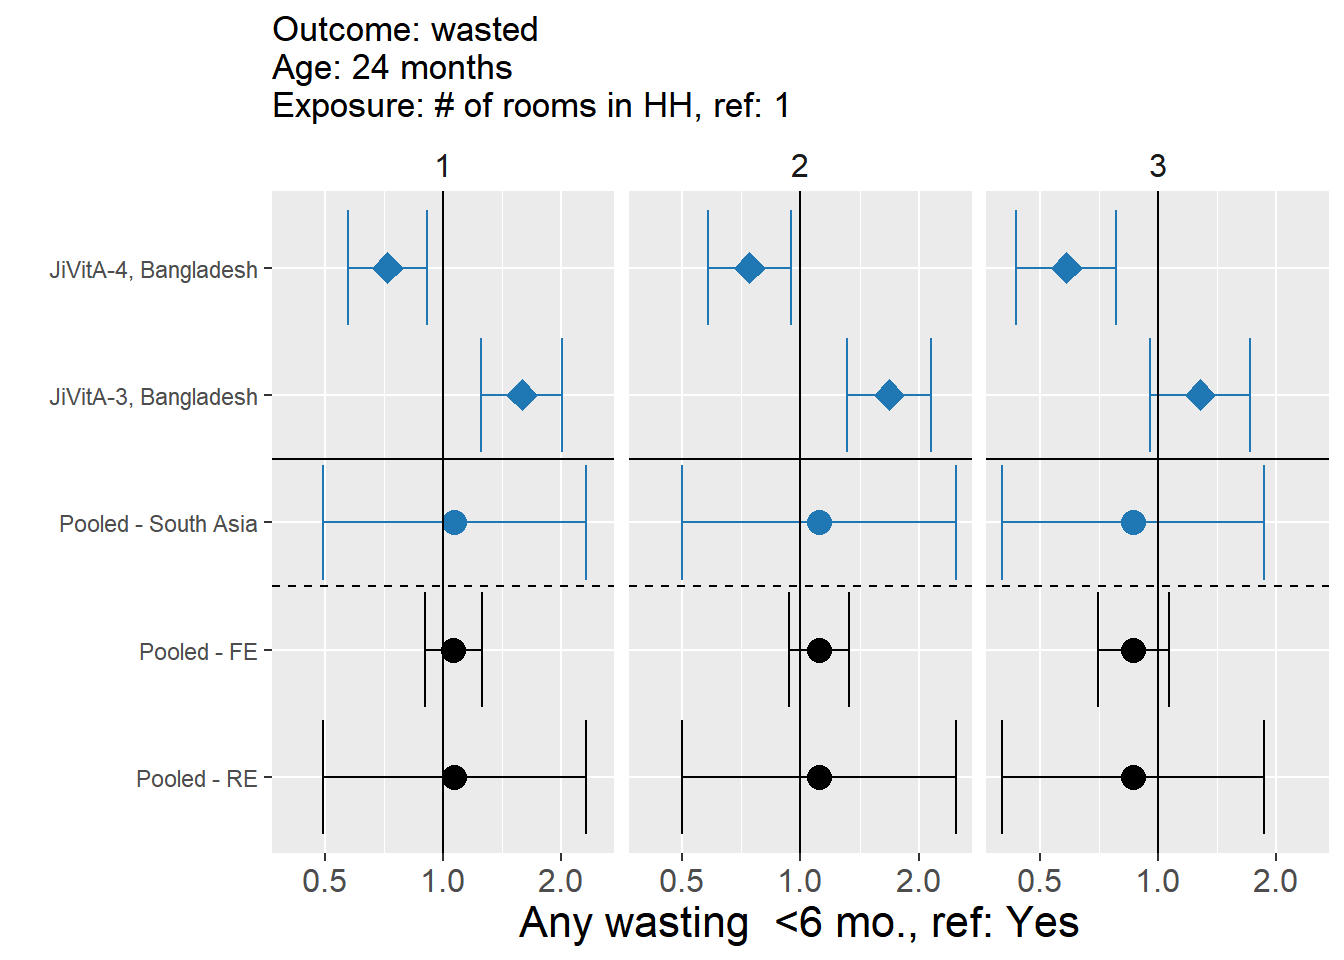 Outcome: wasted
Age: 24 months
Exposure: # of rooms in HH, ref: 1
1 2 3
JiVitA-4, Bangladesh
JiVitA-3, Bangladesh
Pooled - South Asia
Pooled - FE
Pooled - RE
0.5 1.0 2.0 0.5 1.0 2.0 0.5 1.0 2.0
Any wasting  <6 mo., ref: Yes